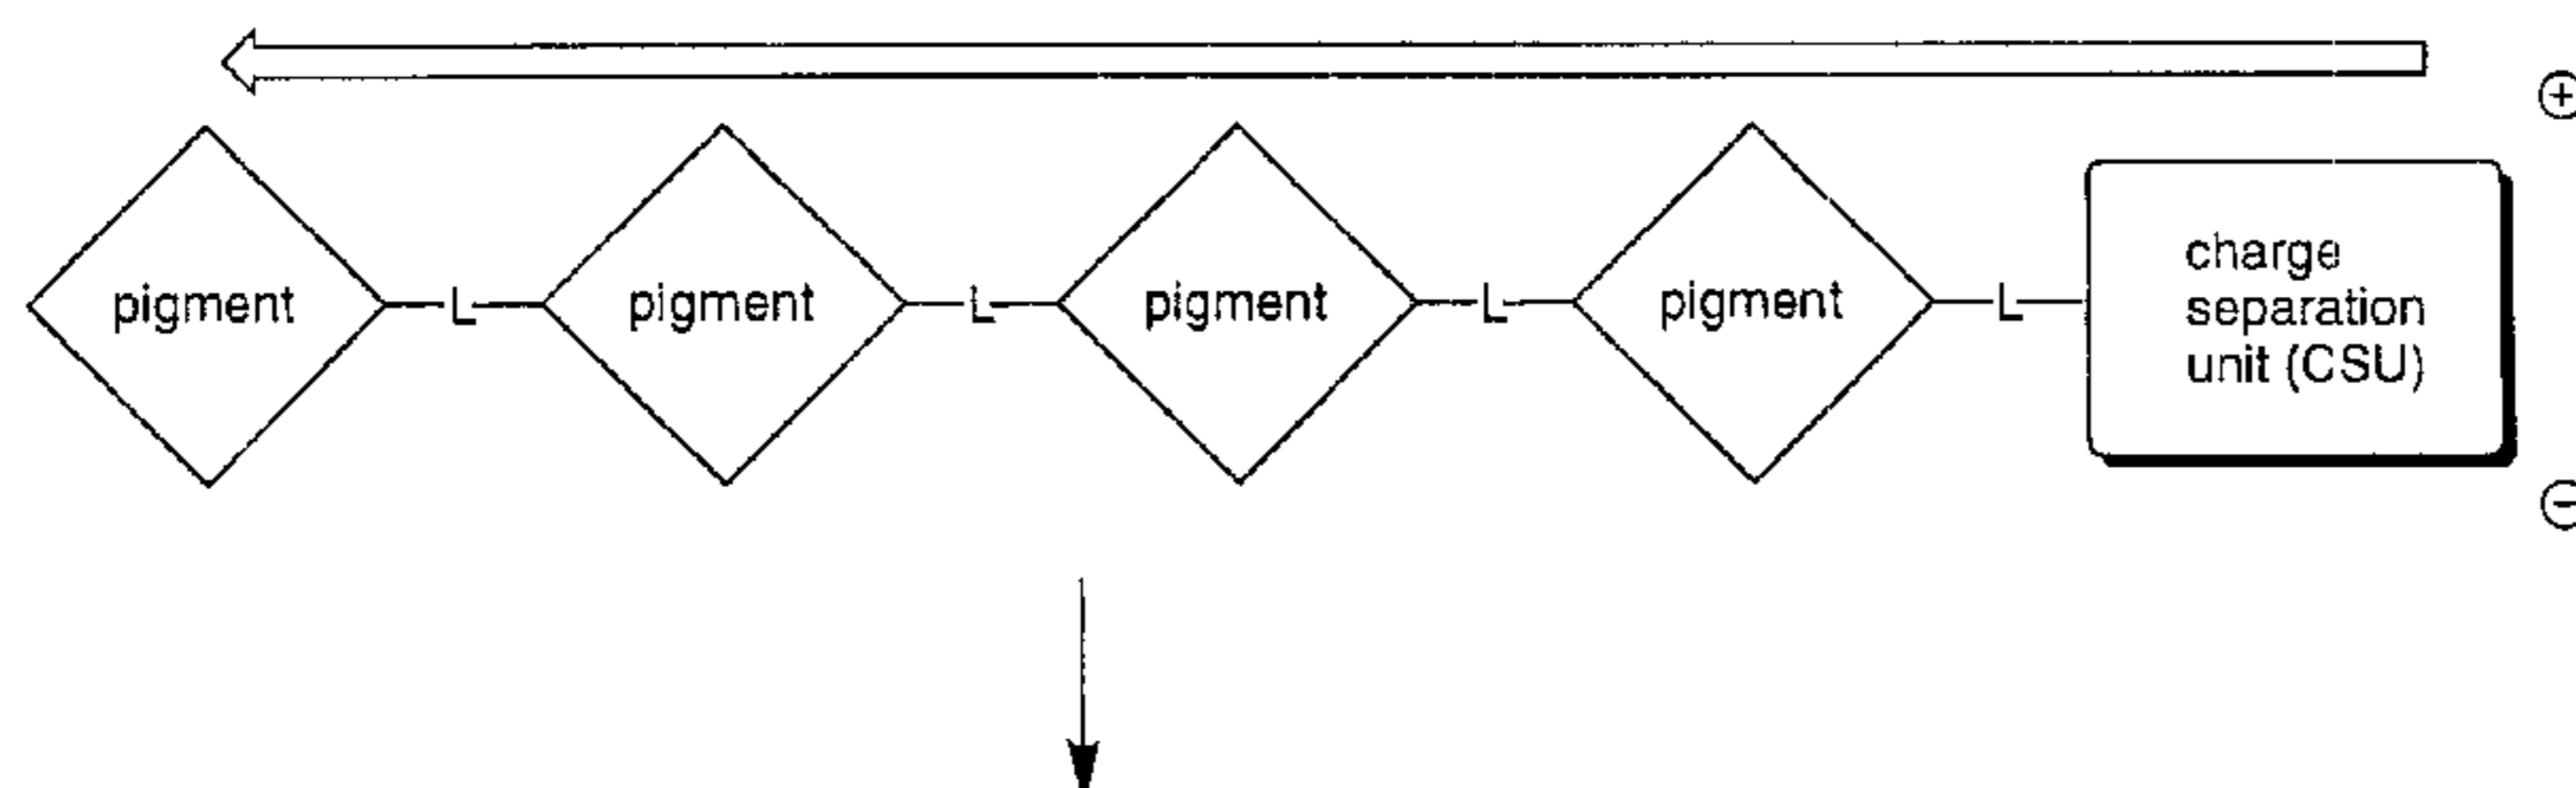 ⊕
pigment L pigment L pigment L pigment L charge
separation
unit (CSU)
⊖